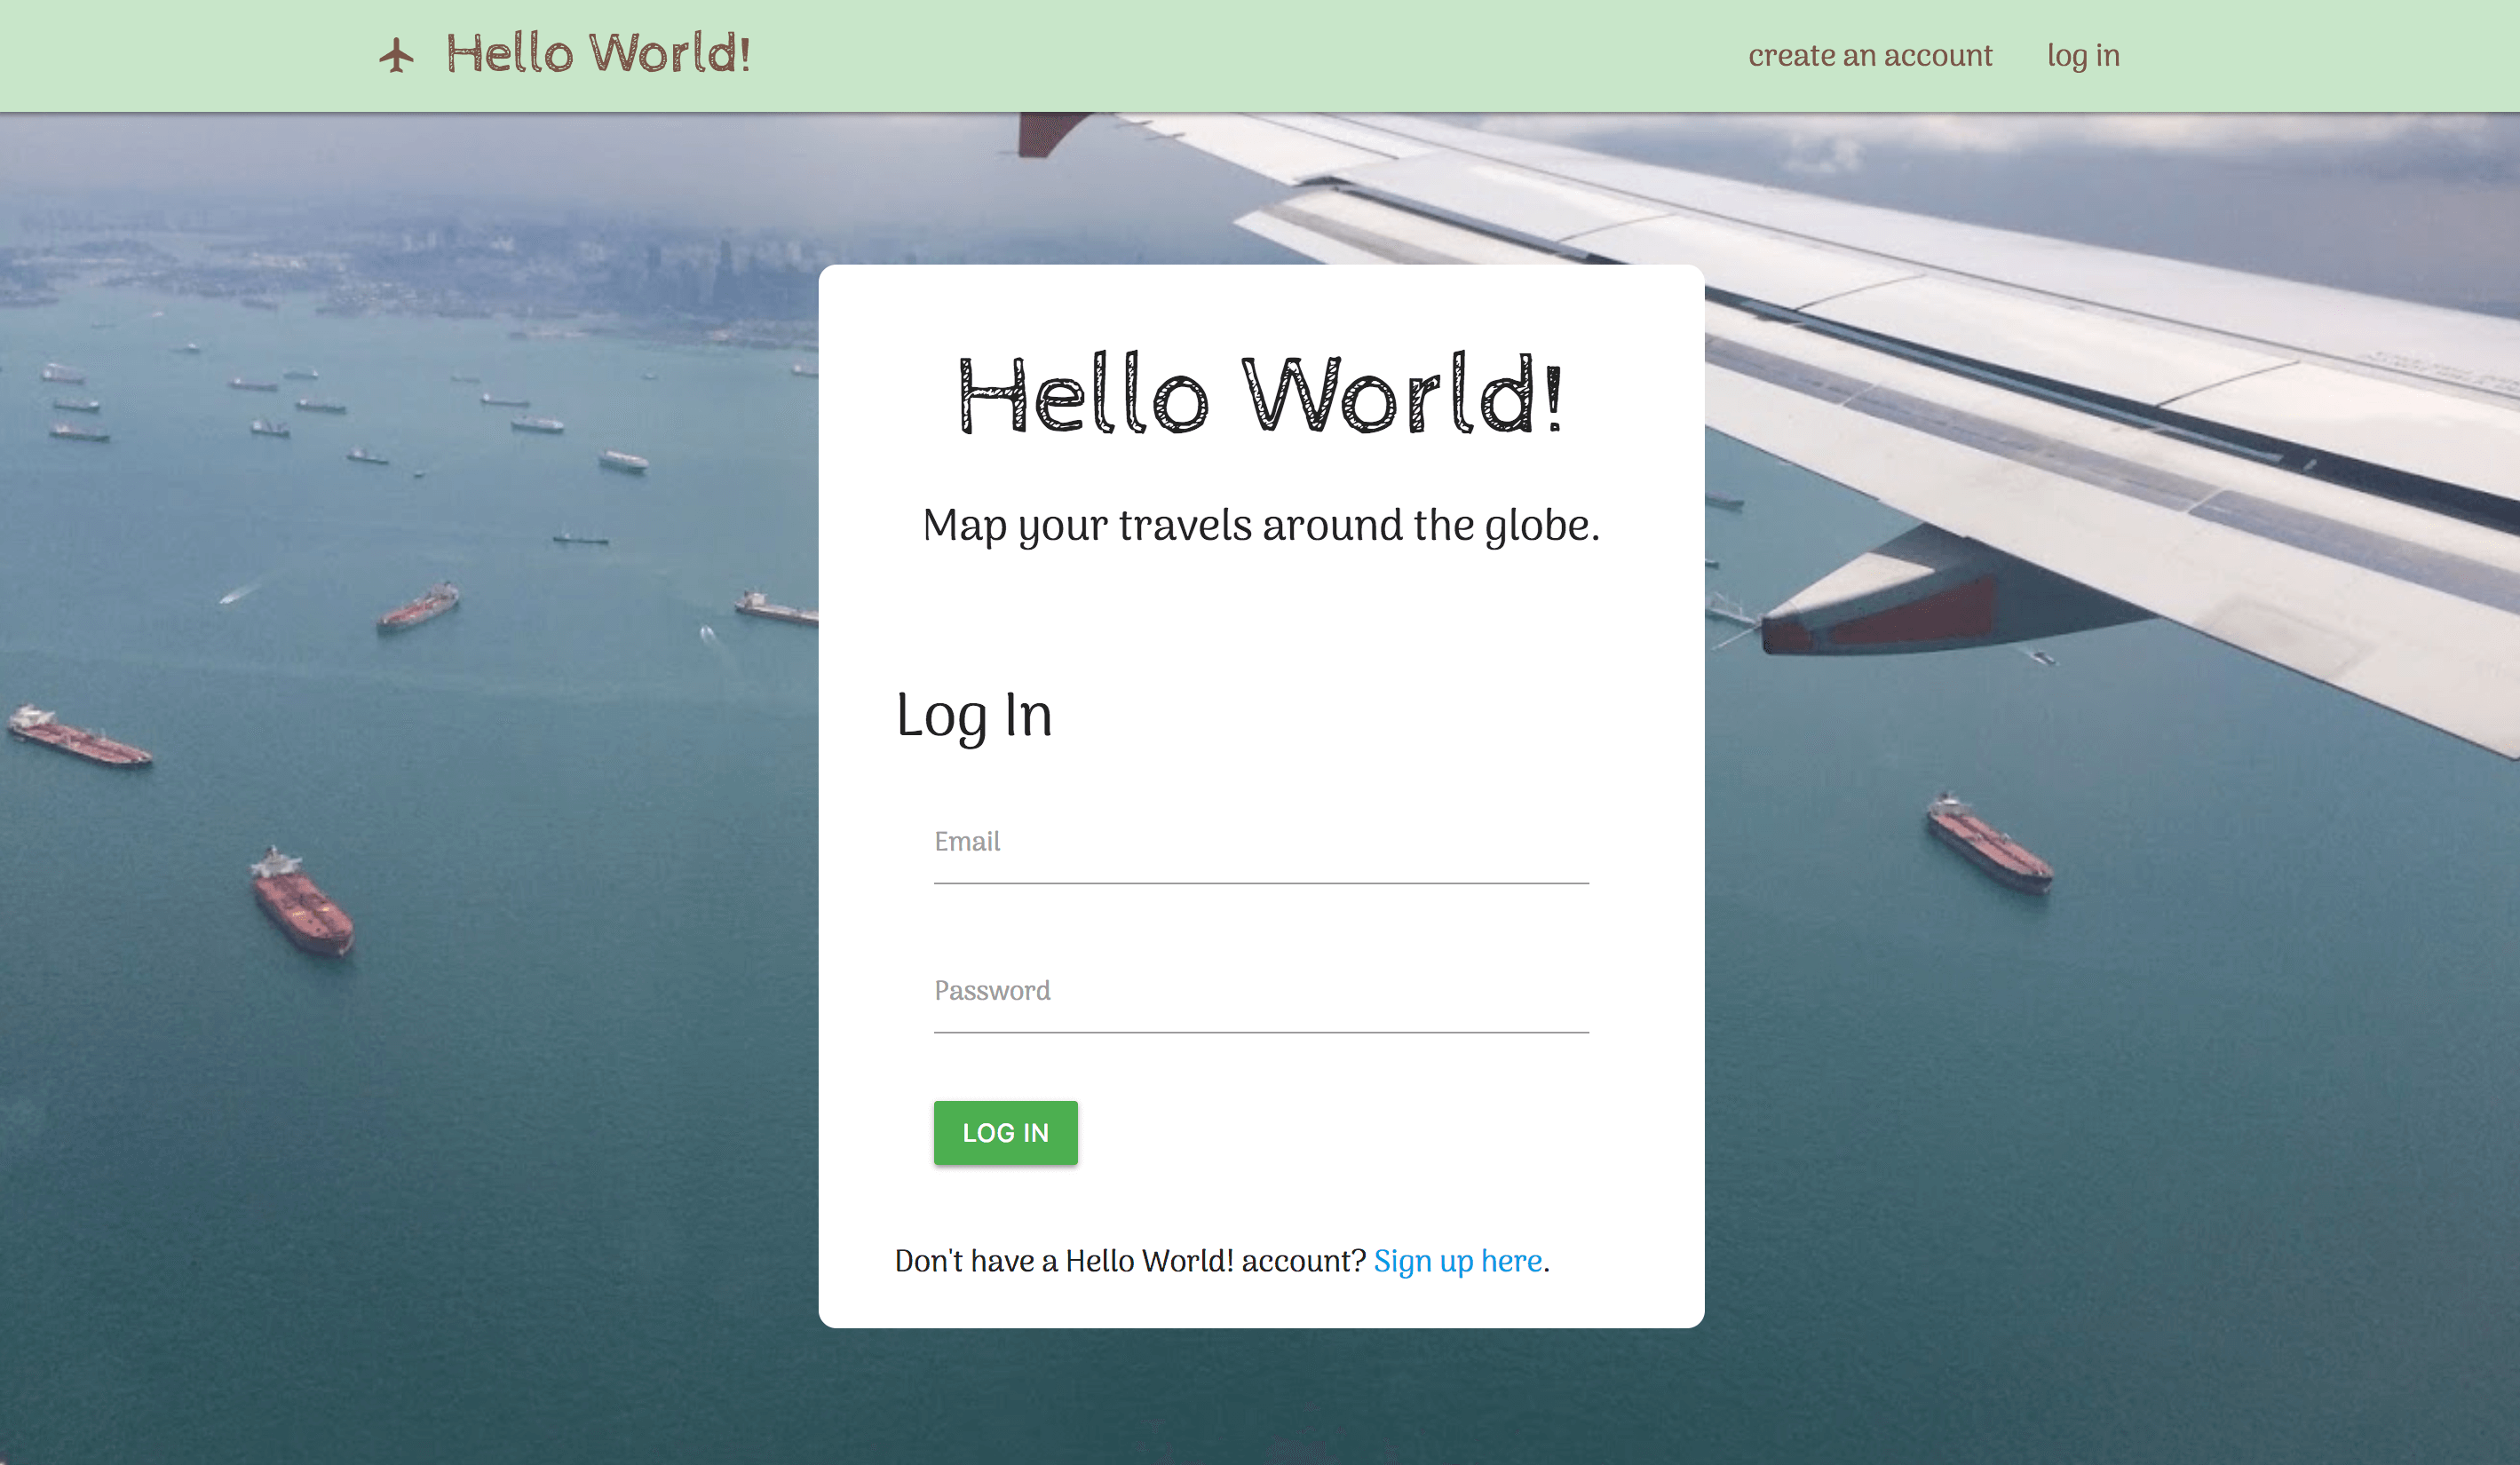 Hello World!
create an account
log in
Hello World!
Map your travels around the globe.
Log In
Email
Password
LOG IN
Don't have a Hello World! account? Sign up here.